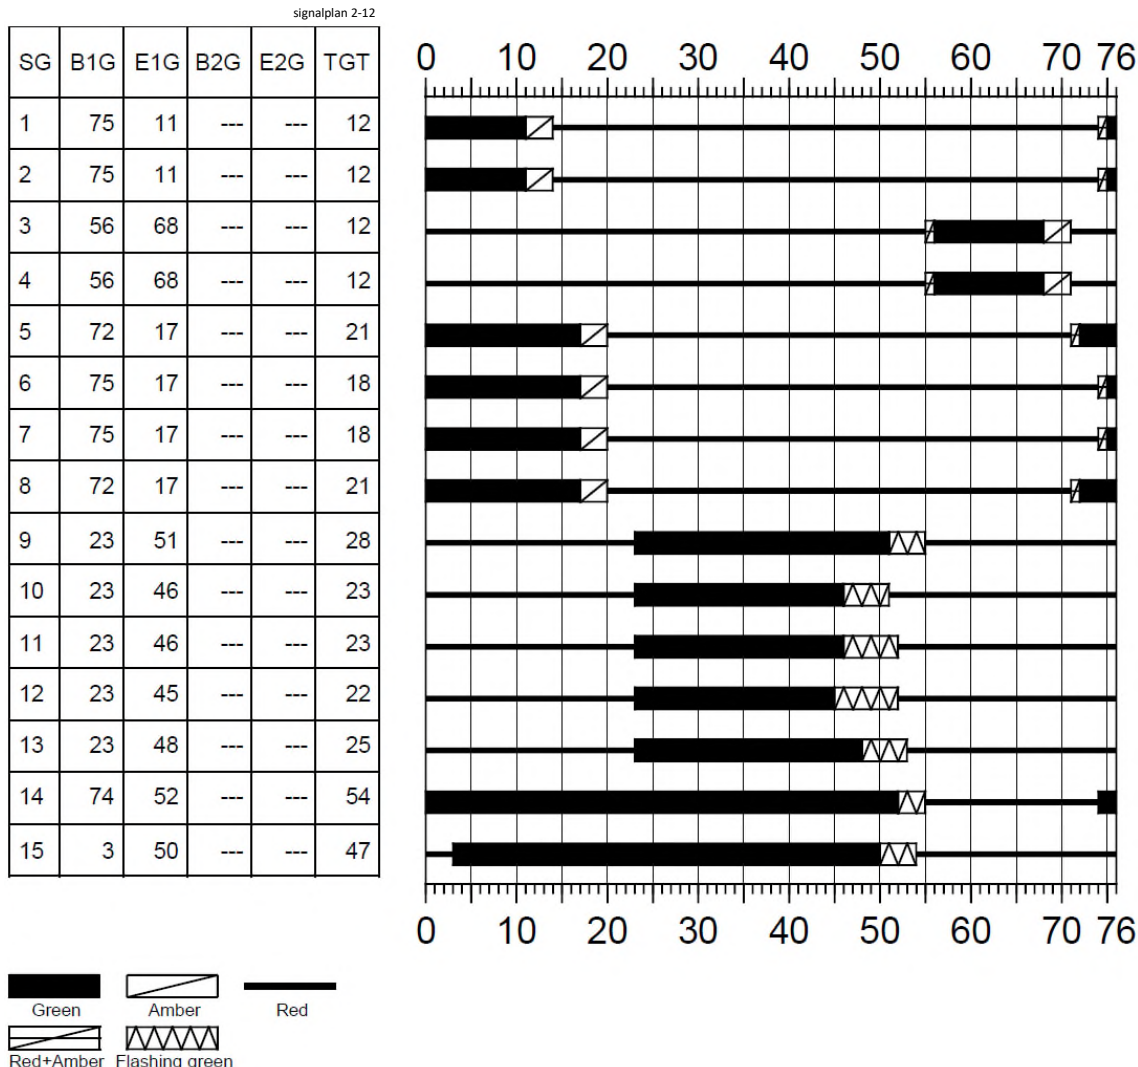 signalplan 2-12
SG B1G E1G B2G E2G TGT
0 10 20 30 40 50 60 70 76
1 75 11 --- --- 12
2 75 11 --- --- 12
3 56 68 --- --- 12
4 56 68 --- --- 12
5 72 17 --- --- 21
6 75 17 --- --- 18
7 75 17 --- --- 18
8 72 17 --- --- 21
9 23 51 --- --- 28
10 23 46 --- --- 23
11 23 46 --- --- 23
12 23 45 --- --- 22
13 23 48 --- --- 25
14 74 52 --- --- 54
15 3 50 --- --- 47
0 10 20 30 40 50 60 70 76
Green Amber Red
Red+Amber Flashing green